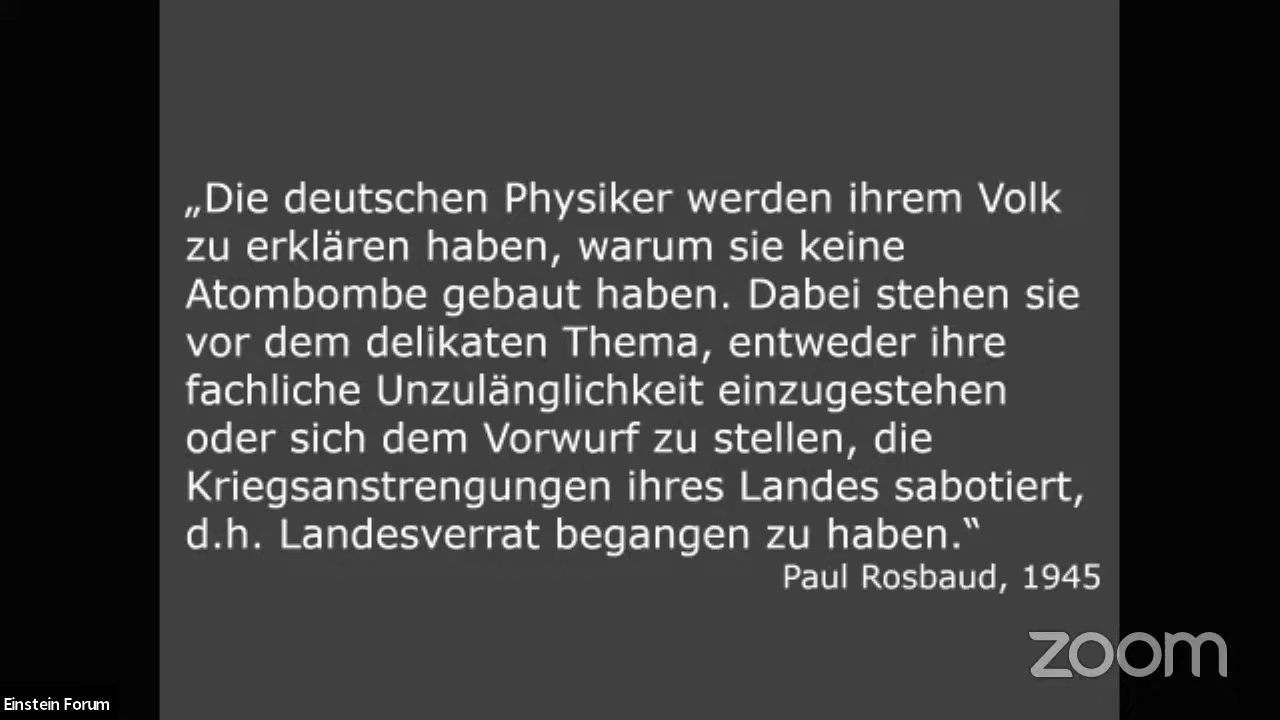 „Die deutschen Physiker werden ihrem Volk
zu erklären haben, warum sie keine
Atombombe gebaut haben. Dabei stehen sie
vor dem delikaten Thema, entweder ihre
fachliche Unzulänglichkeit einzugestehen
oder sich dem Vorwurf zu stellen, die
Kriegsanstrengungen ihres Landes sabotiert,
d.h. Landesverrat begangen zu haben.“
Paul Rosbaud, 1945
zoom
Einstein Forum